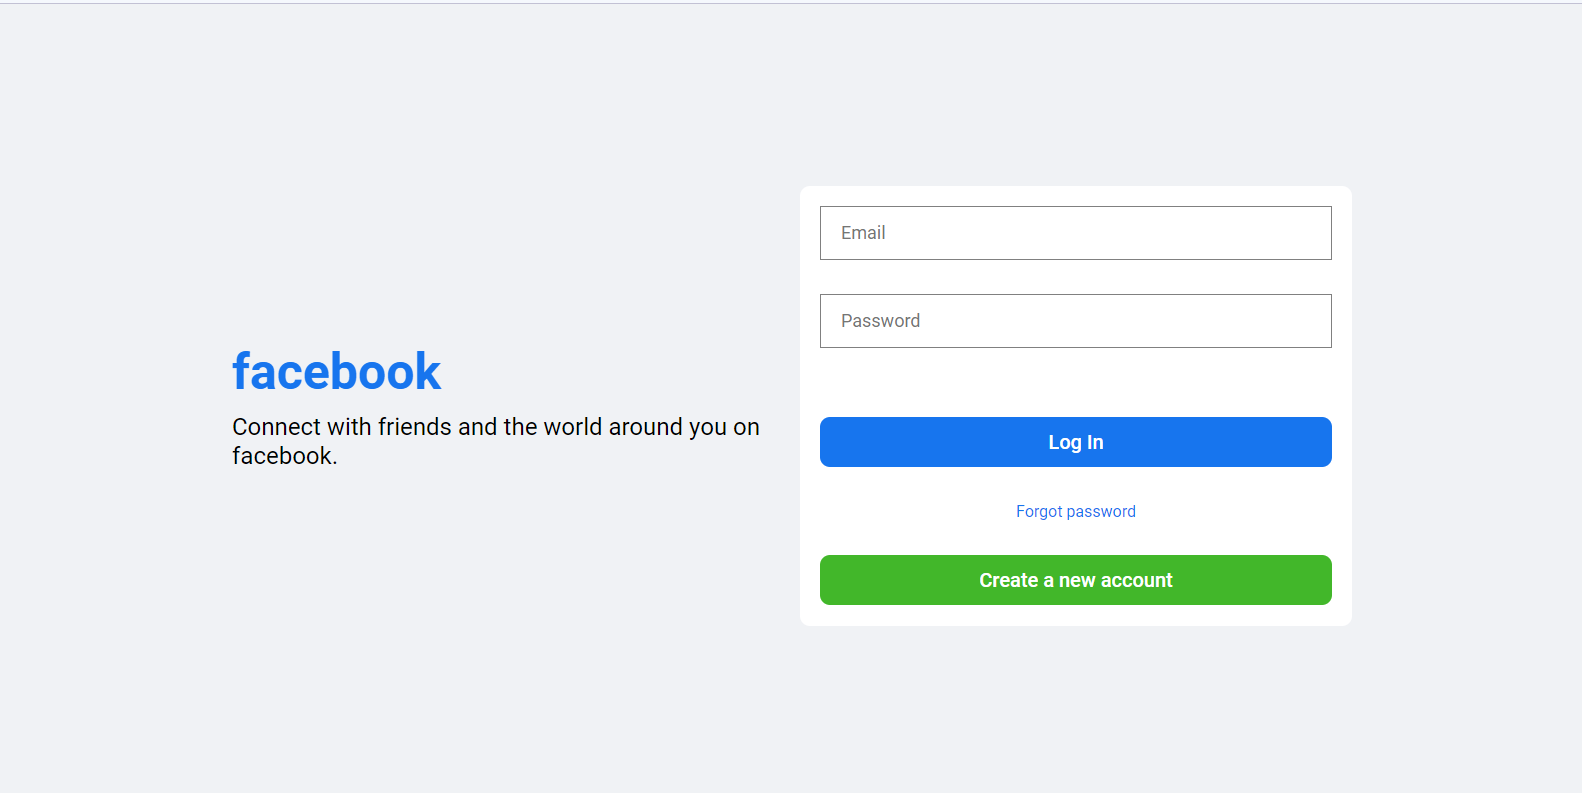 facebook
Connect with friends and the world around you on
facebook.
Email
Password
Log In
Forgot password
Create a new account